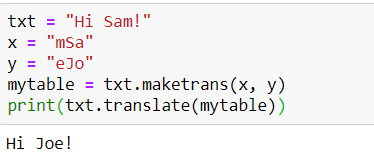 txt = "Hi Sam!"
x = "mSa"
y = "eJo"
mytable = txt.maketrans(x, y)
print(txt.translate(mytable))
Hi Joe!